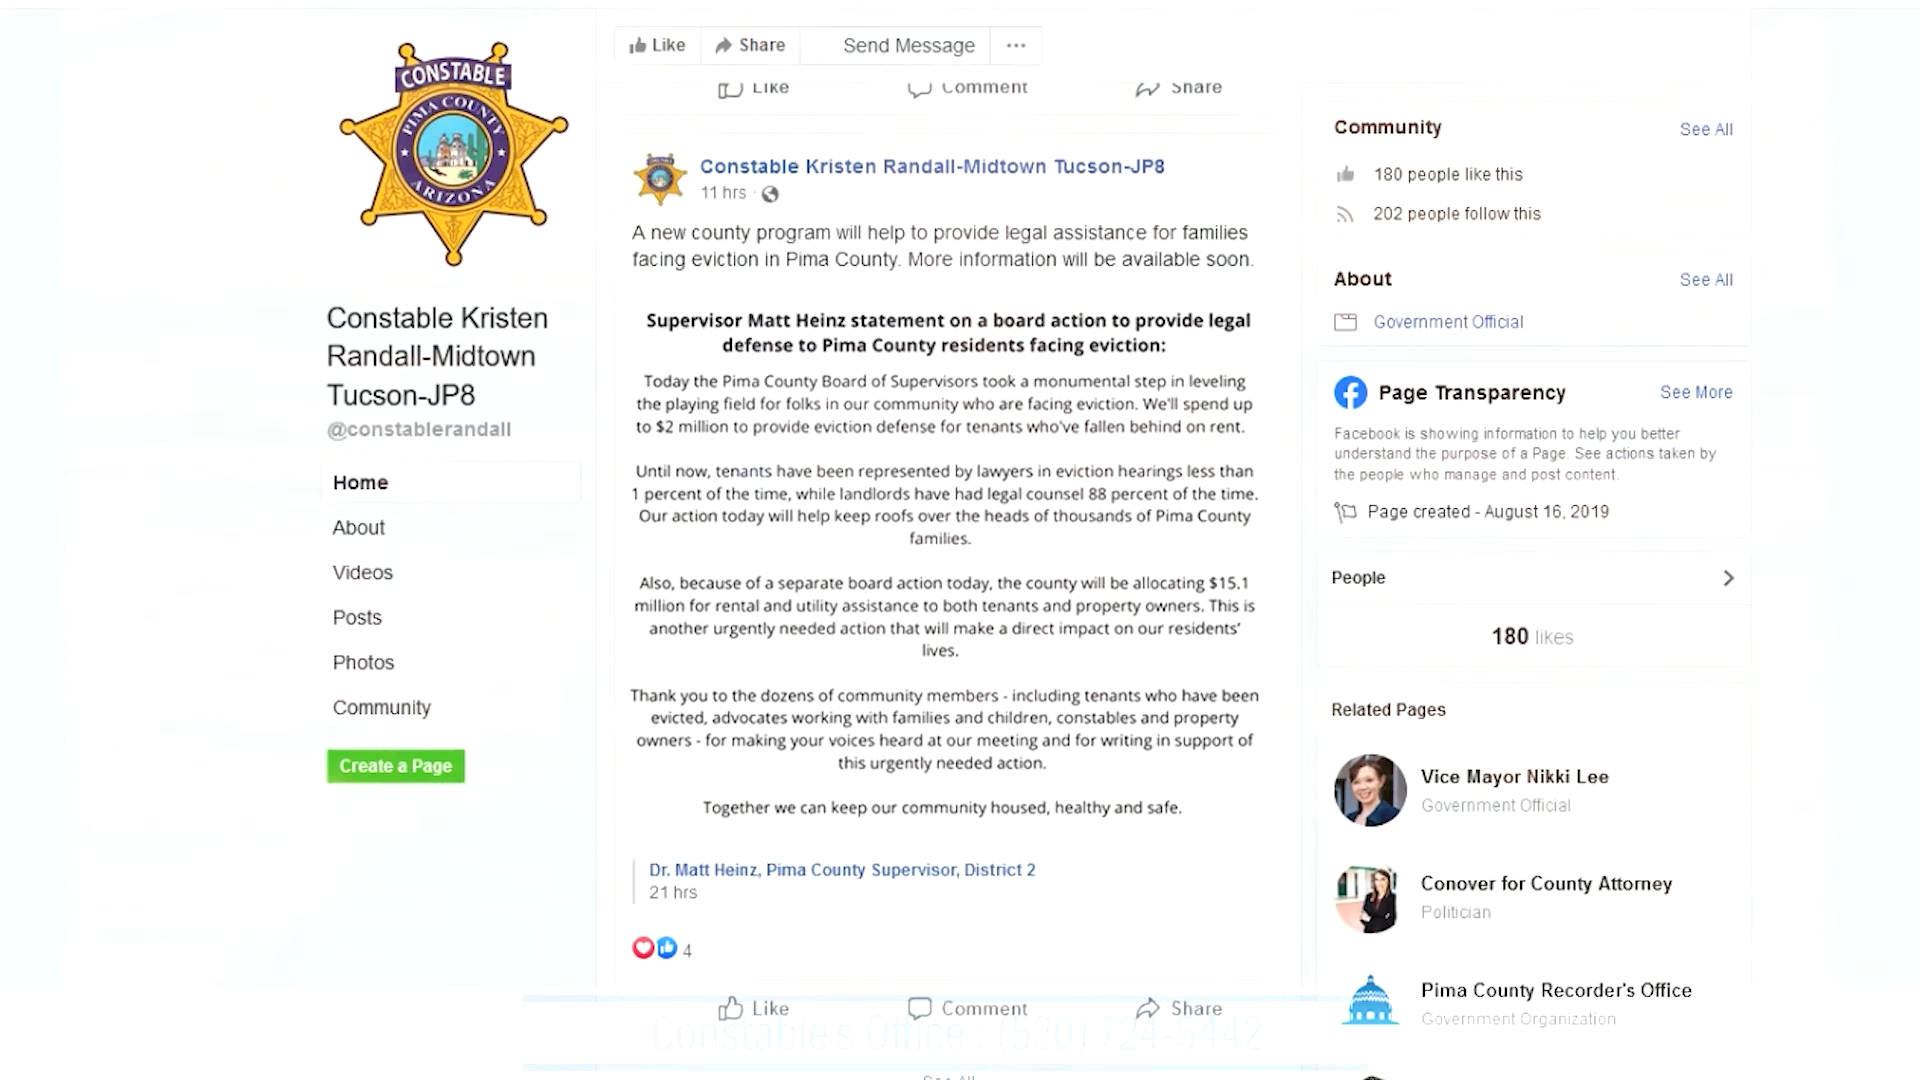 CONSTABLE
PIMA COUNTY
ARIZONA
Constable Kristen
Randall-Midtown
Tucson-JP8
@constablerandall
Home
About
Videos
Posts
Photos
Community
Create a Page
Like
Share
Send Message
Like
Comment
Share
Constable Kristen Randall-Midtown Tucson-JP8
11 hrs ·
A new county program will help to provide legal assistance for families
facing eviction in Pima County. More information will be available soon.
Supervisor Matt Heinz statement on a board action to provide legal
defense to Pima County residents facing eviction:
Today the Pima County Board of Supervisors took a monumental step in leveling
the playing field for folks in our community who are facing eviction. We'll spend up
to $2 million to provide eviction defense for tenants who've fallen behind on rent.
Until now, tenants have been represented by lawyers in eviction hearings less than
1 percent of the time, while landlords have had legal counsel 88 percent of the time.
Our action today will help keep roofs over the heads of thousands of Pima County
families.
Also, because of a separate board action today, the county will be allocating $15.1
million for rental and utility assistance to both tenants and property owners. This is
another urgently needed action that will make a direct impact on our residents'
lives.
Thank you to the dozens of community members - including tenants who have been
evicted, advocates working with families and children, constables and property
owners - for making your voices heard at our meeting and for writing in support of
this urgently needed action.
Together we can keep our community housed, healthy and safe.
Dr. Matt Heinz, Pima County Supervisor, District 2
21 hrs
4
Like
Comment
Share
Constable's Office : (520) 724-5442
See All
Community
See All
180 people like this
202 people follow this
About
See All
Government Official
Page Transparency
See More
Facebook is showing information to help you better
understand the purpose of a Page. See actions taken by
the people who manage and post content.
Page created - August 16, 2019
People
180 likes
Related Pages
Vice Mayor Nikki Lee
Government Official
Conover for County Attorney
Politician
Pima County Recorder's Office
Government Organization